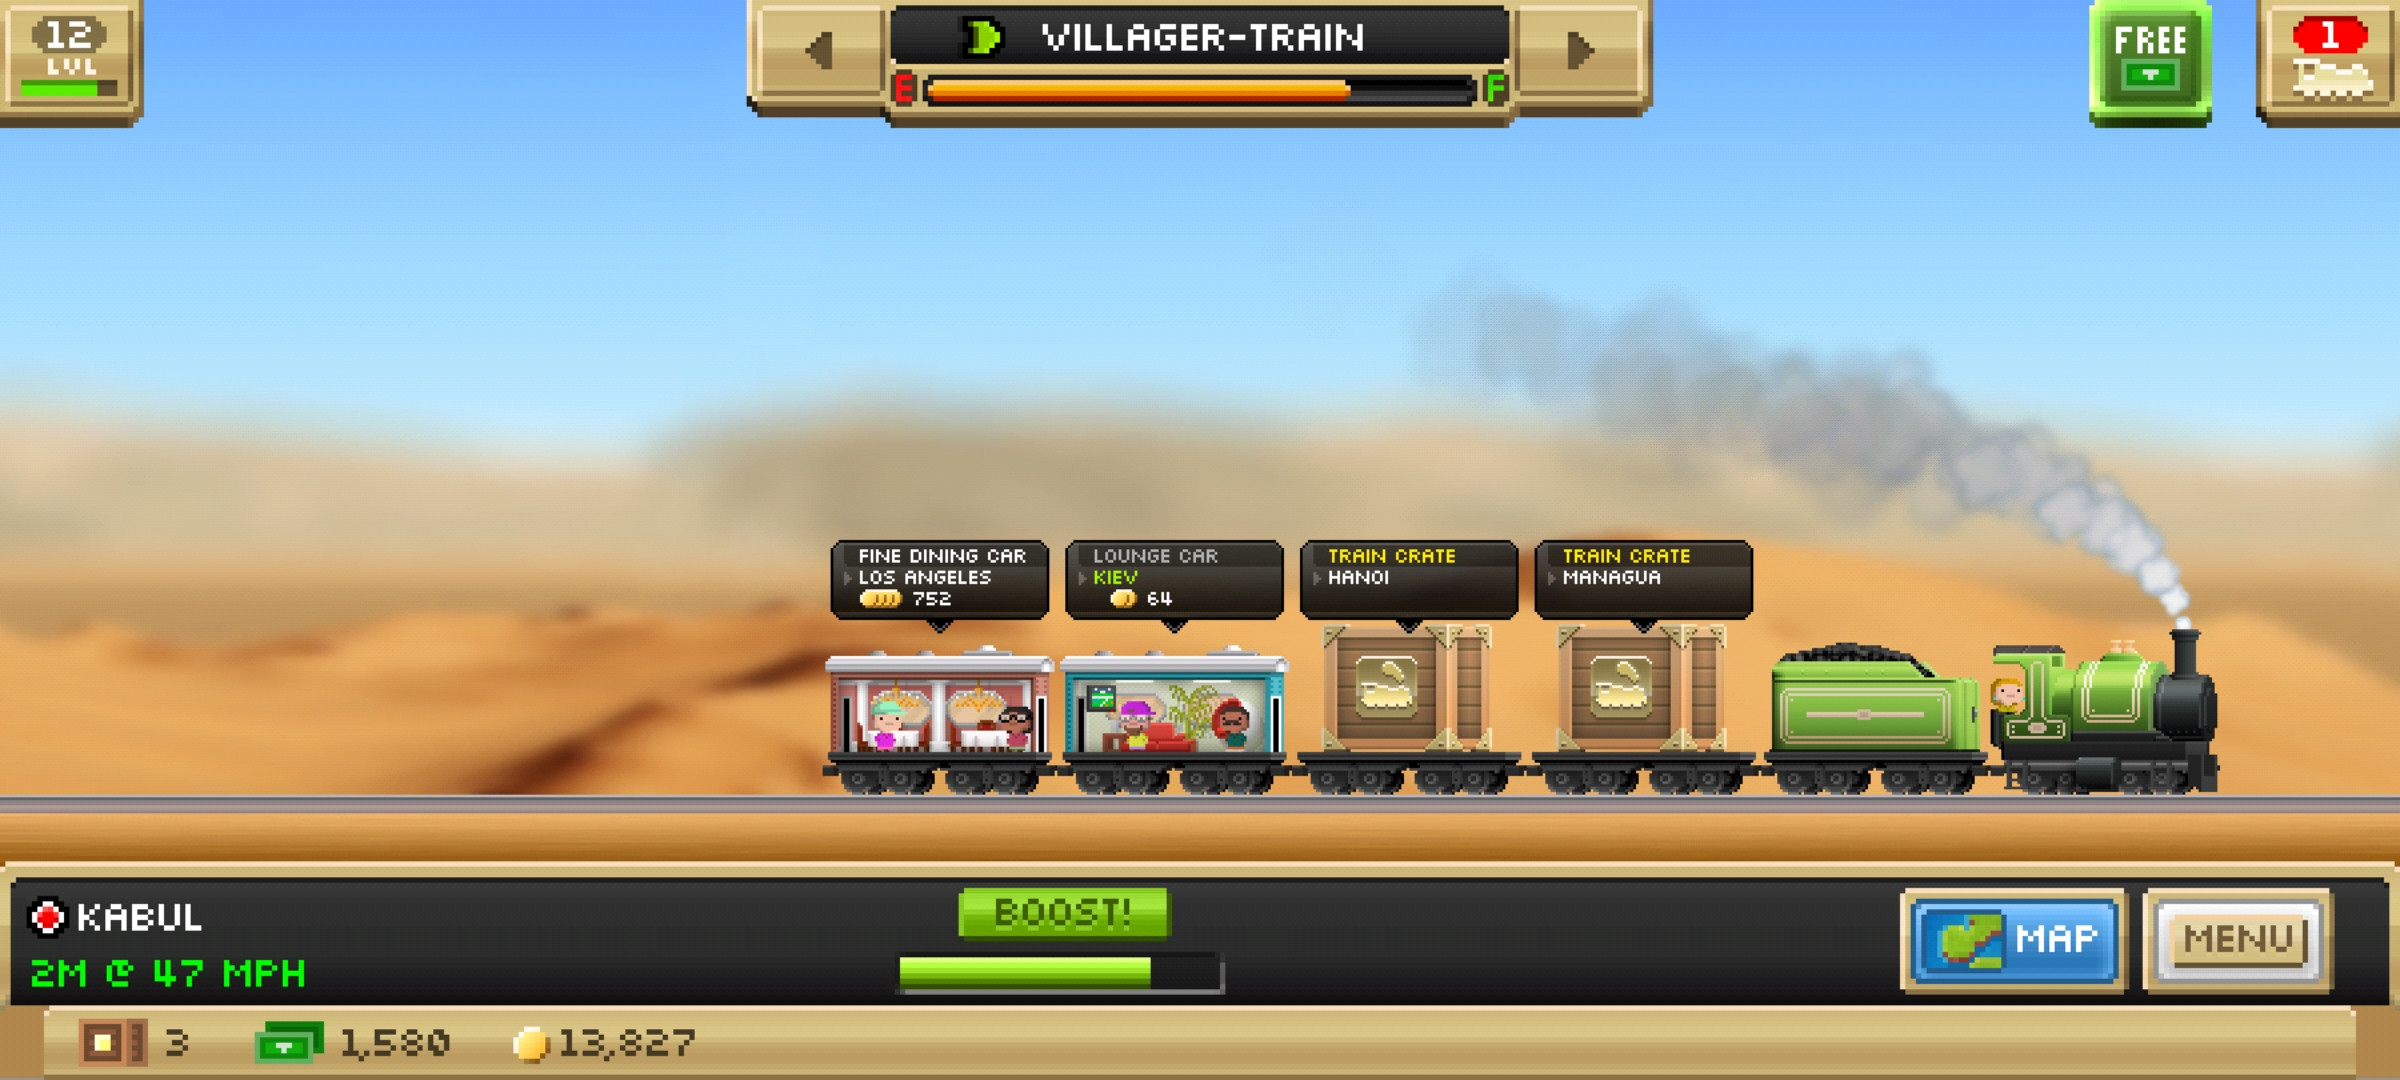 12
LVL
VILLAGER-TRAIN
E F
FREE
1
FINE DINING CAR
LOS ANGELES
752
LOUNGE CAR
KIEV
64
TRAIN CRATE
HANOI
TRAIN CRATE
MANAGUA
KABUL
2M @ 47 MPH
BOOST!
MAP
MENU
3
1,580
13,827